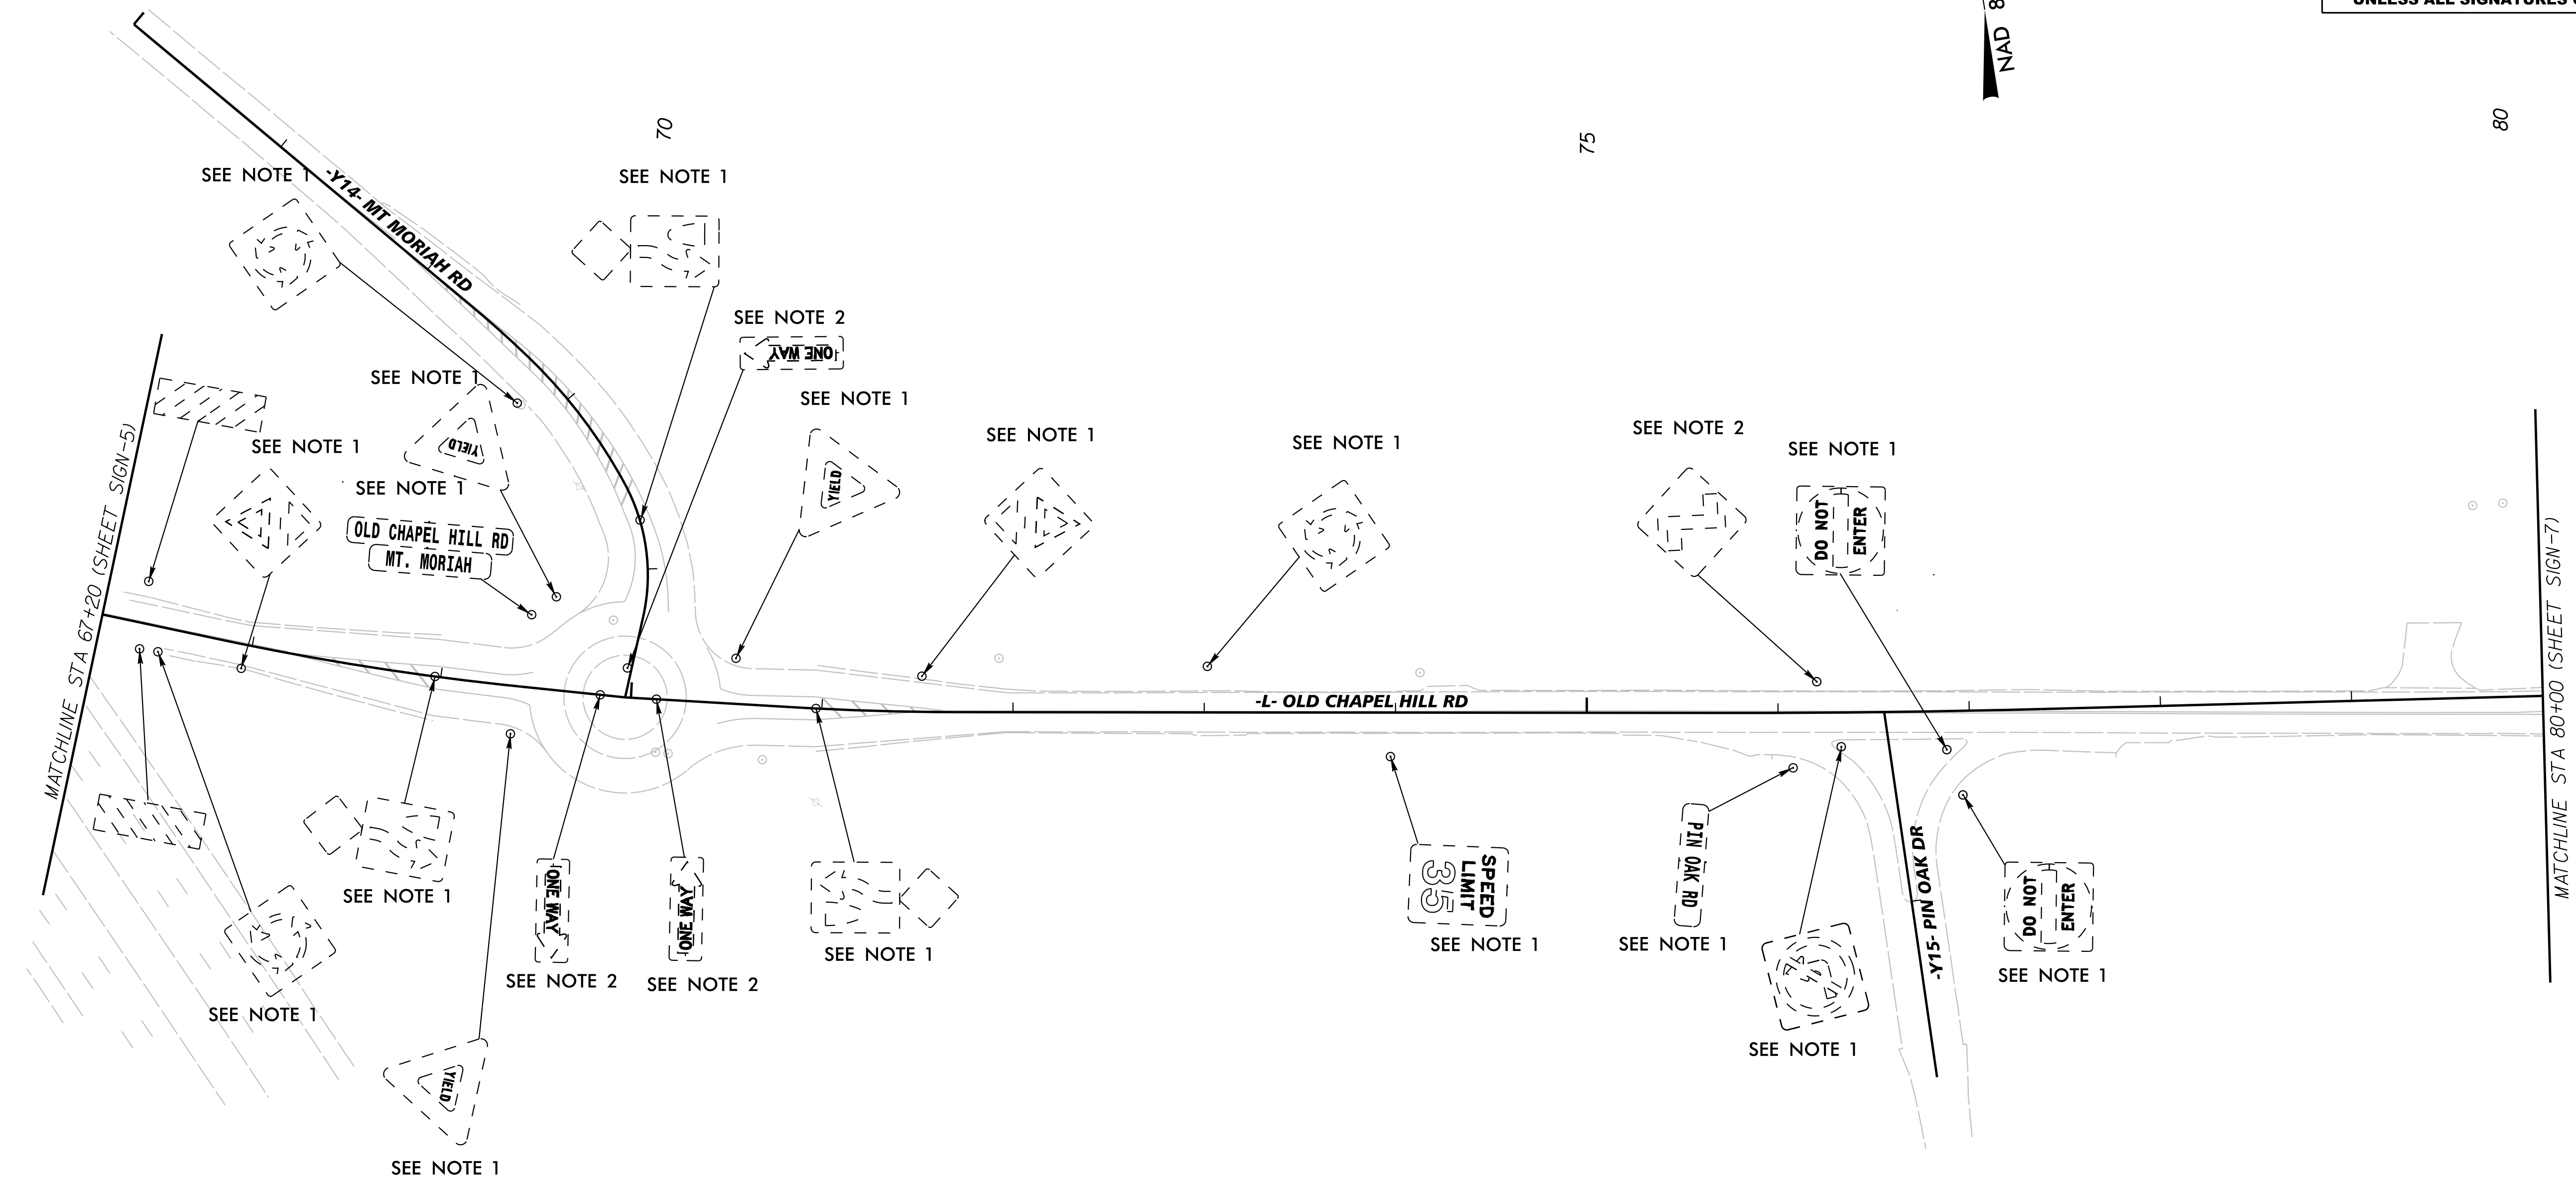 UNLESS ALL SIGNATURES
NAD 8
70
75
80
SEE NOTE 1
-Y14- MT MORIAH RD
SEE NOTE 1
SEE NOTE 2
ONE WAY
SEE NOTE 1
SEE NOTE 1
YIELD
SEE NOTE 1
YIELD
SEE NOTE 1
SEE NOTE 1
SEE NOTE 2
SEE NOTE 1
DO NOT
ENTER
SEE NOTE 1
SEE NOTE 1
OLD CHAPEL HILL RD
MT. MORIAH
MATCHLINE STA 67+20 (SHEET SIGN-5)
-L- OLD CHAPEL HILL RD
MATCHLINE STA 80+00 (SHEET SIGN-7)
SEE NOTE 1
ONE WAY
SEE NOTE 2
ONE WAY
SEE NOTE 2
SEE NOTE 1
SPEED
LIMIT
35
SEE NOTE 1
PIN OAK RD
SEE NOTE 1
-Y15- PIN OAK DR
DO NOT
ENTER
SEE NOTE 1
SEE NOTE 1
SEE NOTE 1
YIELD
SEE NOTE 1